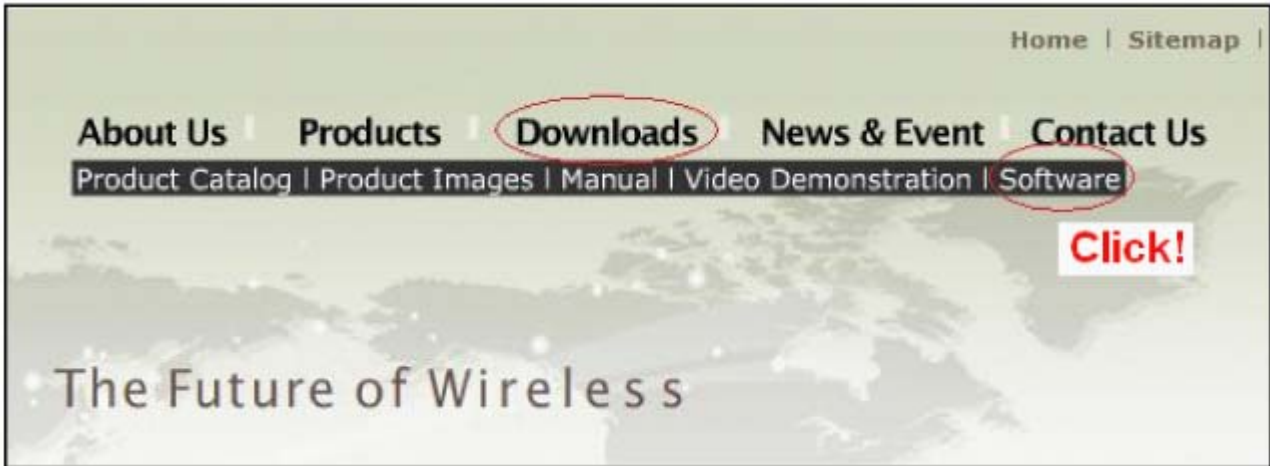 Home | Sitemap |
About Us Products Downloads News & Event Contact Us
Product Catalog | Product Images | Manual | Video Demonstration | Software
Click!
The Future of Wireless